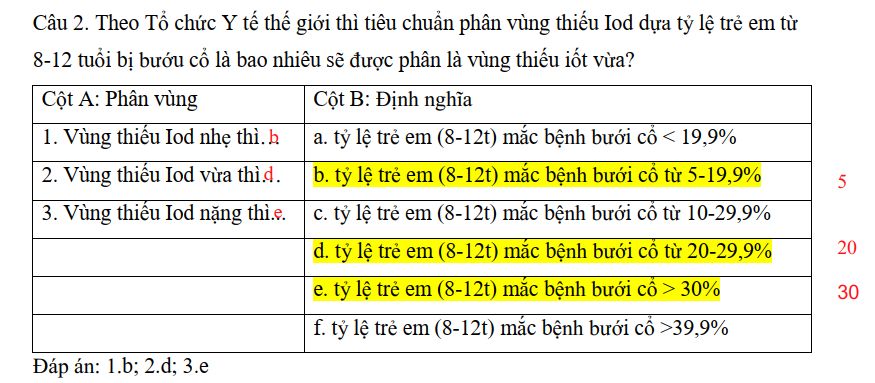 Câu 2. Theo Tổ chức Y tế thế giới thì tiêu chuẩn phân vùng thiếu Iod dựa tỷ lệ trẻ em từ
8-12 tuổi bị bướu cổ là bao nhiêu sẽ được phân là vùng thiếu iốt vừa?
Cột A: Phân vùng Cột B: Định nghĩa
1. Vùng thiếu Iod nhẹ thì..b a. tỷ lệ trẻ em (8-12t) mắc bệnh bưới cổ < 19,9%
2. Vùng thiếu Iod vừa thì.d. b. tỷ lệ trẻ em (8-12t) mắc bệnh bưới cổ từ 5-19,9% 5
3. Vùng thiếu Iod nặng thì.e. c. tỷ lệ trẻ em (8-12t) mắc bệnh bưới cổ từ 10-29,9%
d. tỷ lệ trẻ em (8-12t) mắc bệnh bưới cổ từ 20-29,9% 20
e. tỷ lệ trẻ em (8-12t) mắc bệnh bưới cổ > 30% 30
f. tỷ lệ trẻ em (8-12t) mắc bệnh bưới cổ >39,9%
Đáp án: 1.b; 2.d; 3.e